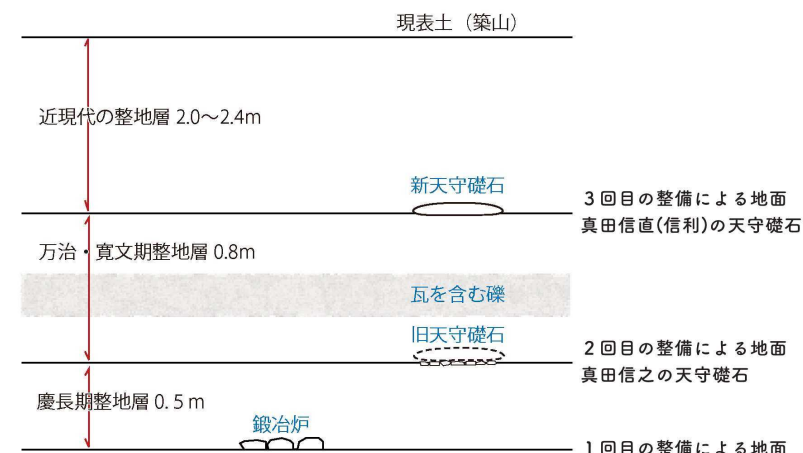 現表土（築山）
近現代の整地層 2.0～2.4m
新天守礎石
3回目の整備による地面
真田信直(信利)の天守礎石
万治・寛文期整地層 0.8m
瓦を含む礫
旧天守礎石
2回目の整備による地面
真田信之の天守礎石
慶長期整地層 0.5m
鍛冶炉
1回目の整備による地面